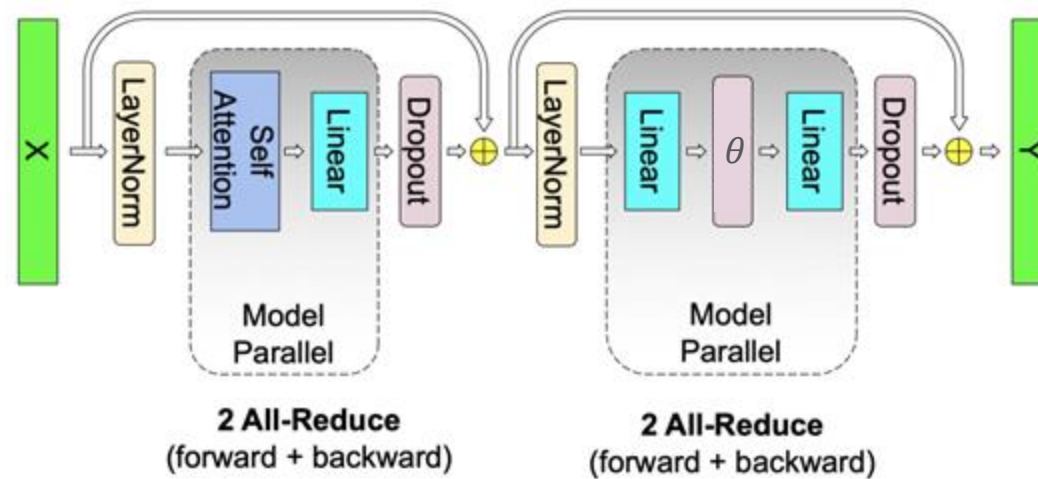 X
LayerNorm
Self
Attention
Linear
Dropout
LayerNorm
Linear
θ
Linear
Dropout
Y
Model
Parallel
Model
Parallel
2 All-Reduce
(forward + backward)
2 All-Reduce
(forward + backward)